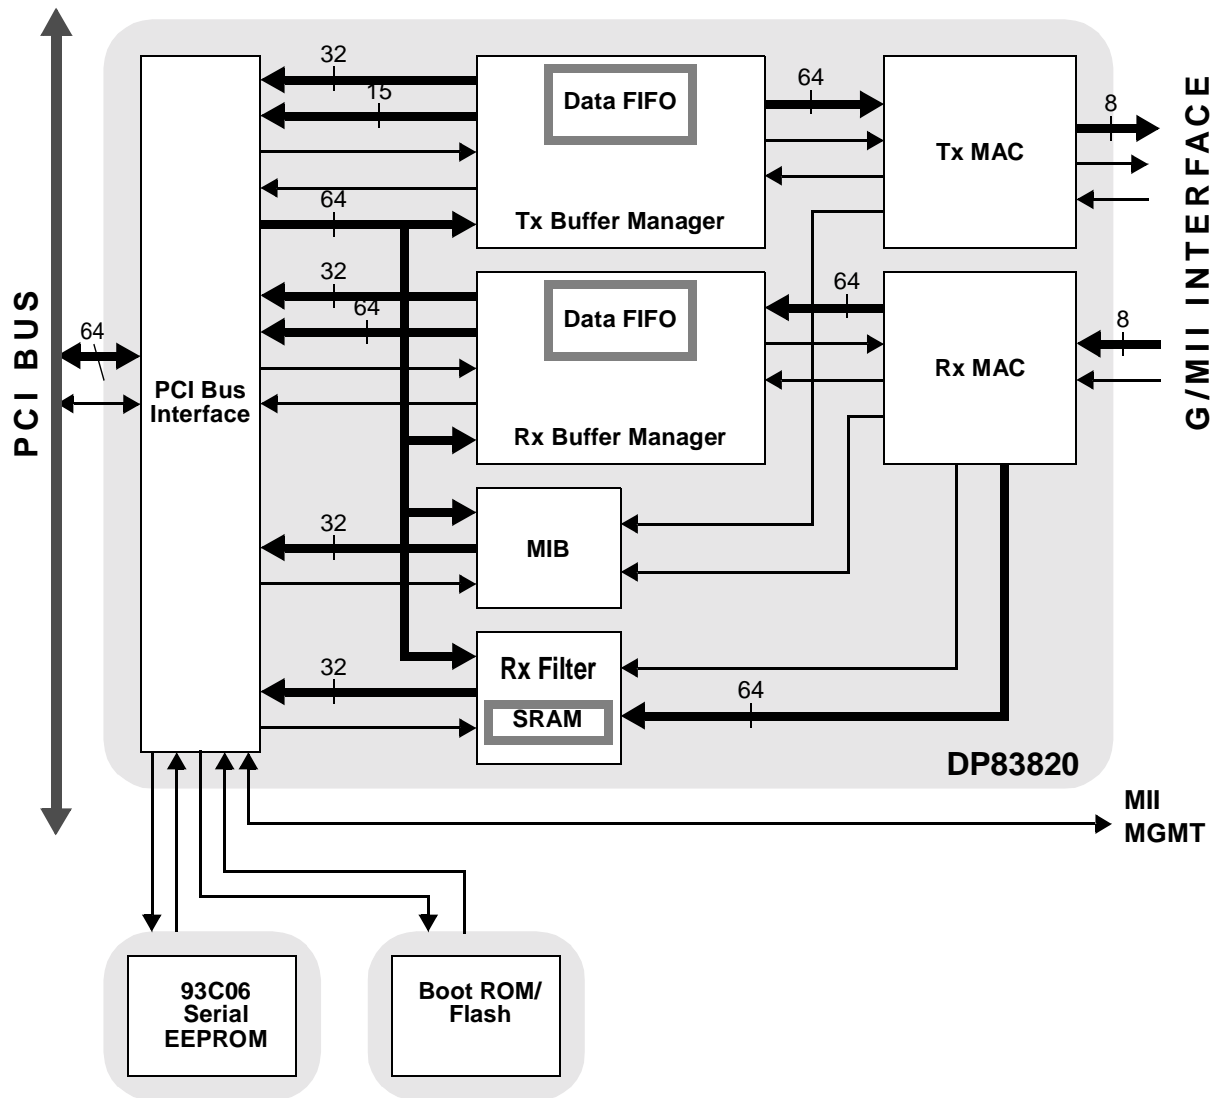 32
15
64
32
64
64
32
32
PCI BUS
PCI Bus
Interface
Data FIFO
Tx Buffer Manager
Data FIFO
Rx Buffer Manager
MIB
Rx Filter
SRAM
64
64
64
Tx MAC
Rx MAC
8
8
G/MII INTERFACE
DP83820
MII
MGMT
93C06
Serial
EEPROM
Boot ROM/
Flash